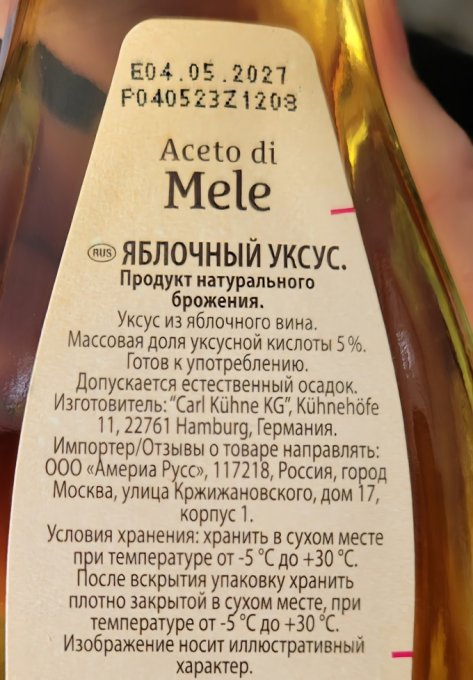 E04.05.2027
F040523Z1208
Aceto di
Mele
RUS ЯБЛОЧНЫЙ УКСУС.
Продукт натурального
брожения.
Уксус из яблочного вина.
Массовая доля уксусной кислоты 5 %.
Готов к употреблению.
Допускается естественный осадок.
Изготовитель: "Carl Kühne KG", Kühnehöfe
11, 22761 Hamburg, Германия.
Импортер/Отзывы о товаре направлять:
ООО «Америа Русс», 117218, Россия, город
Москва, улица Кржижановского, дом 17,
корпус 1.
Условия хранения: хранить в сухом месте
при температуре от -5 °C до +30 °C.
После вскрытия упаковку хранить
плотно закрытой в сухом месте, при
температуре от -5 °C до +30 °C.
Изображение носит иллюстративный
характер.